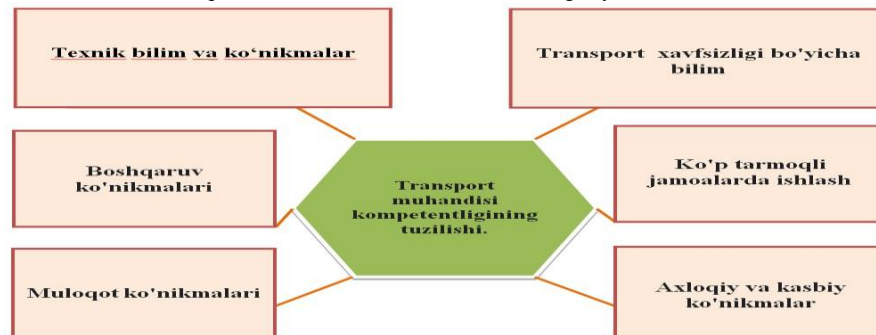 Texnik bilim va ko‘nikmalar
Transport xavfsizligi bo'yicha
bilim
Boshqaruv
ko'nikmalari
Transport
muhandisi
kompetentligining
tuzilishi.
Ko'p tarmoqli
jamoalarda ishlash
Muloqot ko'nikmalari
Axloqiy va kasbiy
ko'nikmalar